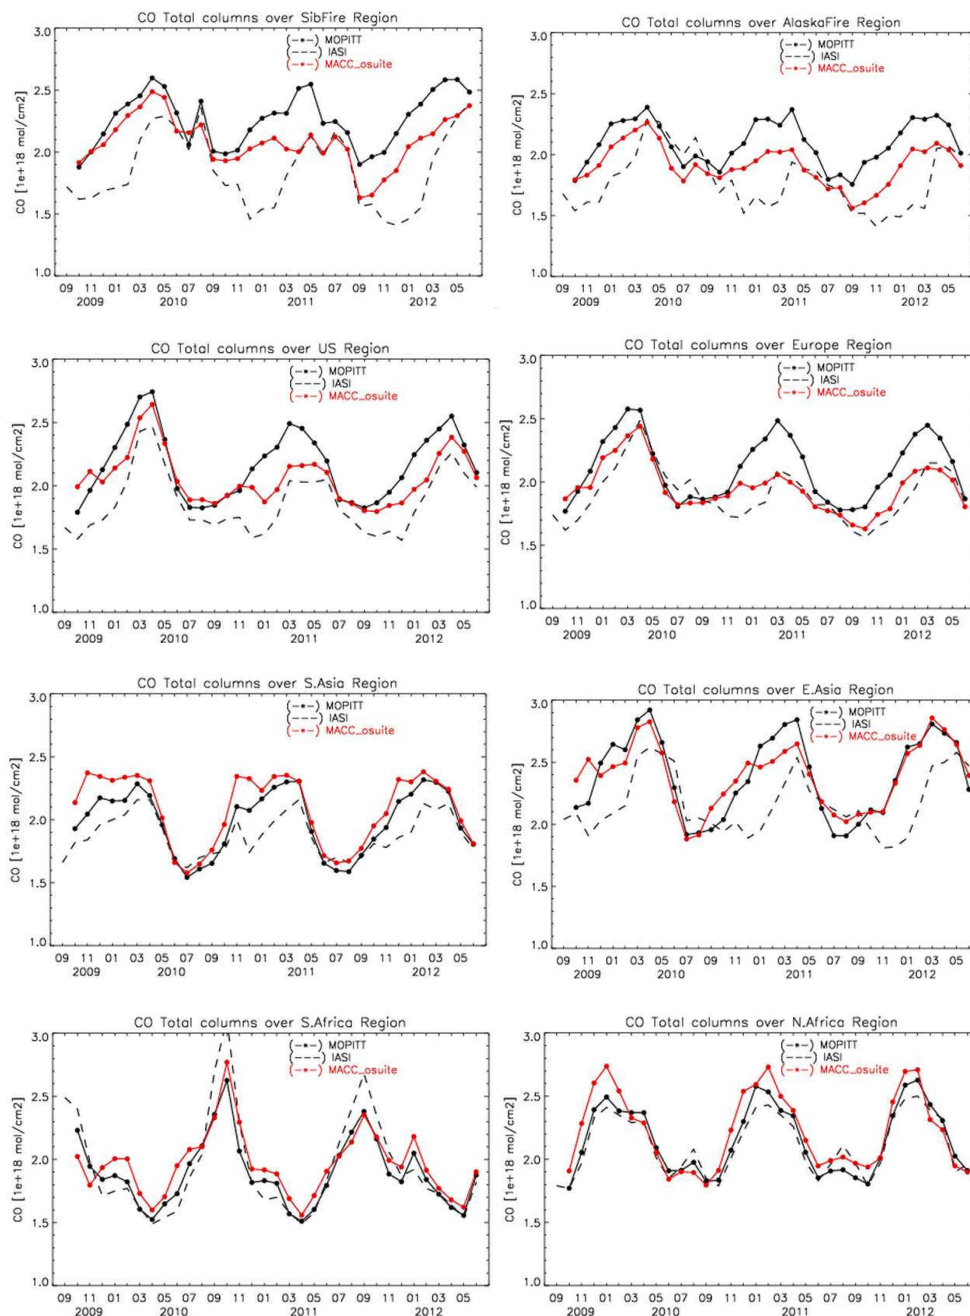 CO Total columns over SibFire Region
3.0
2.5
2.0
1.5
1.0
CO [1e+18 mol/cm2]
(–∗–) MOPITT
(– –) IASI
(–∗–) MACC_osuite
09 11 01 03 05 07 09 11 01 03 05 07 09 11 01 03 05
2009 2010 2011 2012
CO Total columns over AlaskaFire Region
3.0
2.5
2.0
1.5
1.0
CO [1e+18 mol/cm2]
(–∗–) MOPITT
(– –) IASI
(–∗–) MACC_osuite
09 11 01 03 05 07 09 11 01 03 05 07 09 11 01 03 05
2009 2010 2011 2012
CO Total columns over US Region
3.0
2.5
2.0
1.5
1.0
CO [1e+18 mol/cm2]
(–∗–) MOPITT
(– –) IASI
(–∗–) MACC_osuite
09 11 01 03 05 07 09 11 01 03 05 07 09 11 01 03 05
2009 2010 2011 2012
CO Total columns over Europe Region
3.0
2.5
2.0
1.5
1.0
CO [1e+18 mol/cm2]
(–∗–) MOPITT
(– –) IASI
(–∗–) MACC_osuite
09 11 01 03 05 07 09 11 01 03 05 07 09 11 01 03 05
2009 2010 2011 2012
CO Total columns over S.Asia Region
3.0
2.5
2.0
1.5
1.0
CO [1e+18 mol/cm2]
(–∗–) MOPITT
(– –) IASI
(–∗–) MACC_osuite
09 11 01 03 05 07 09 11 01 03 05 07 09 11 01 03 05
2009 2010 2011 2012
CO Total columns over E.Asia Region
3.0
2.5
2.0
1.5
1.0
CO [1e+18 mol/cm2]
(–∗–) MOPITT
(– –) IASI
(–∗–) MACC_osuite
09 11 01 03 05 07 09 11 01 03 05 07 09 11 01 03 05
2009 2010 2011 2012
CO Total columns over S.Africa Region
3.0
2.5
2.0
1.5
1.0
CO [1e+18 mol/cm2]
(–∗–) MOPITT
(– –) IASI
(–∗–) MACC_osuite
09 11 01 03 05 07 09 11 01 03 05 07 09 11 01 03 05
2009 2010 2011 2012
CO Total columns over N.Africa Region
3.0
2.5
2.0
1.5
1.0
CO [1e+18 mol/cm2]
(–∗–) MOPITT
(– –) IASI
(–∗–) MACC_osuite
09 11 01 03 05 07 09 11 01 03 05 07 09 11 01 03 05
2009 2010 2011 2012